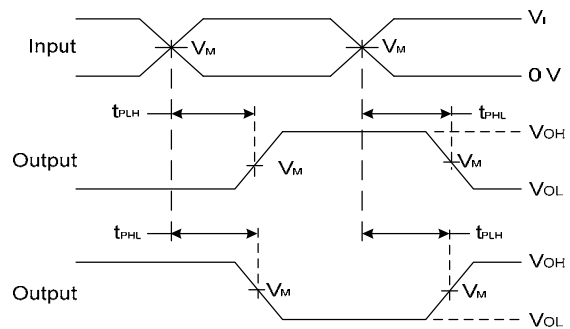 VI
Input VM VM
0 V
tPLH tPHL
VOH
Output VM VM
VOL
tPHL tPLH
VOH
Output VM VM
VOL